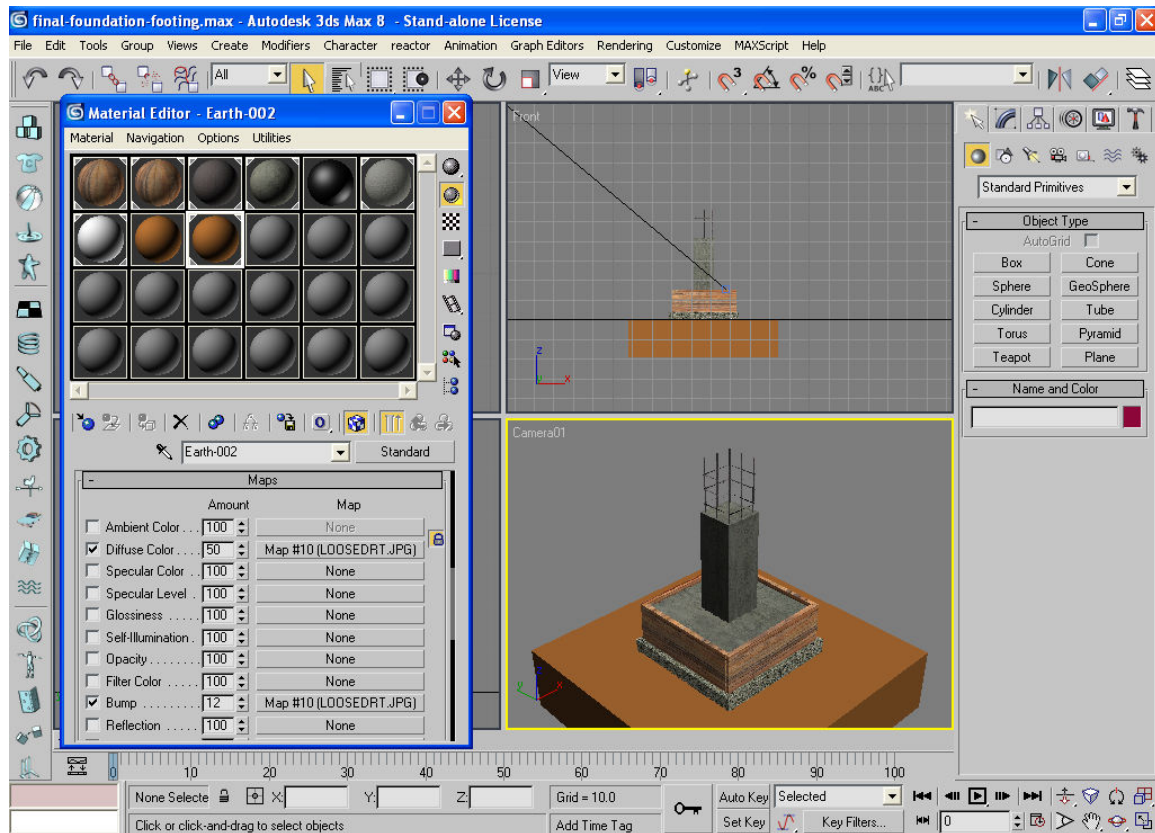 final-foundation-footing.max - Autodesk 3ds Max 8 - Stand-alone License
File Edit Tools Group Views Create Modifiers Character reactor Animation Graph Editors Rendering Customize MAXScript Help
All
View
3
%
ABC
Material Editor - Earth-002
Material Navigation Options Utilities
Earth-002
Standard
- Maps
Amount Map
Ambient Color . . . 100 None
Diffuse Color . . . . 50 Map #10 (LOOSEDRT.JPG)
Specular Color . . 100 None
Specular Level . 100 None
Glossiness . . . . . 100 None
Self-Illumination . 100 None
Opacity . . . . . . . . 100 None
Filter Color . . . . . 100 None
Bump . . . . . . . . . 12 Map #10 (LOOSEDRT.JPG)
Reflection . . . . . 100 None
Front
z
x
Camera01
x
Standard Primitives
- Object Type
AutoGrid
Box Cone
Sphere GeoSphere
Cylinder Tube
Torus Pyramid
Teapot Plane
- Name and Color
0 10 20 30 40 50 60 70 80 90 100
None Selecte X: Y: Z: Grid = 10.0 Auto Key Selected
Click or click-and-drag to select objects Add Time Tag Set Key Key Filters... 0